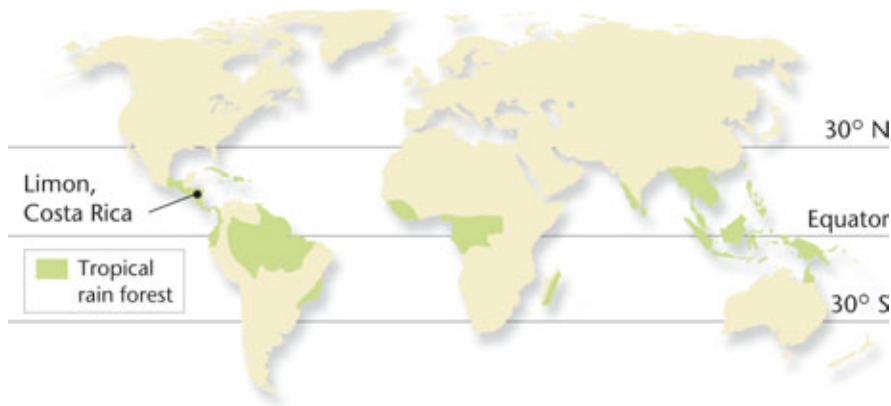 30° N
Limon,
Costa Rica
Equator
Tropical
rain forest
30° S